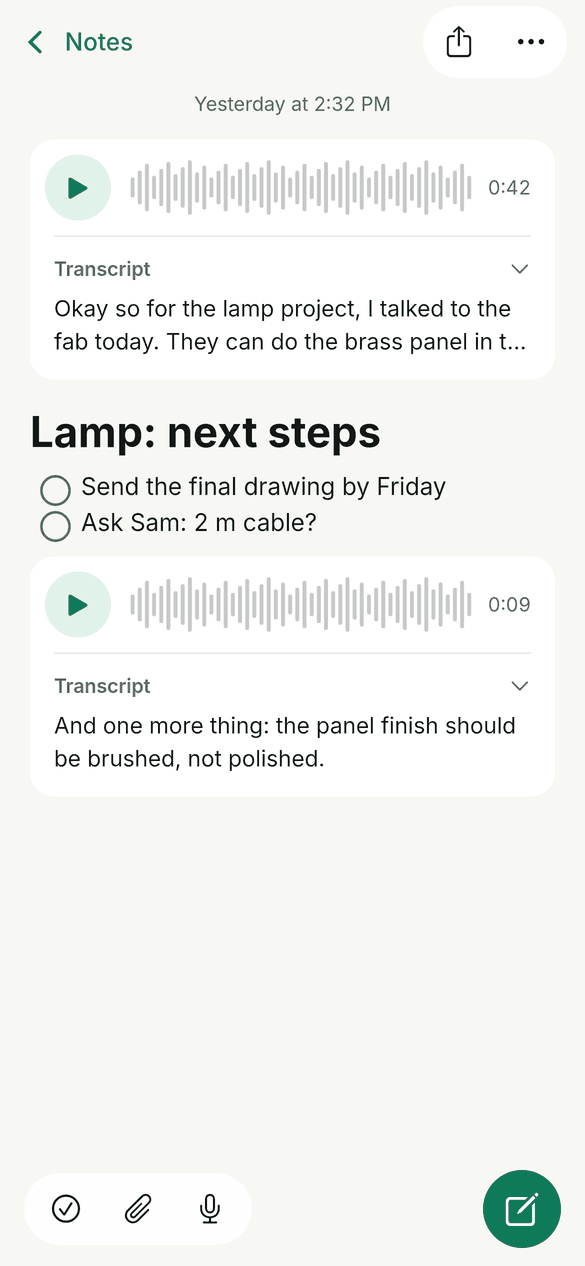 Notes
Yesterday at 2:32 PM
0:42
Transcript
Okay so for the lamp project, I talked to the
fab today. They can do the brass panel in t...
Lamp: next steps
Send the final drawing by Friday
Ask Sam: 2 m cable?
0:09
Transcript
And one more thing: the panel finish should
be brushed, not polished.